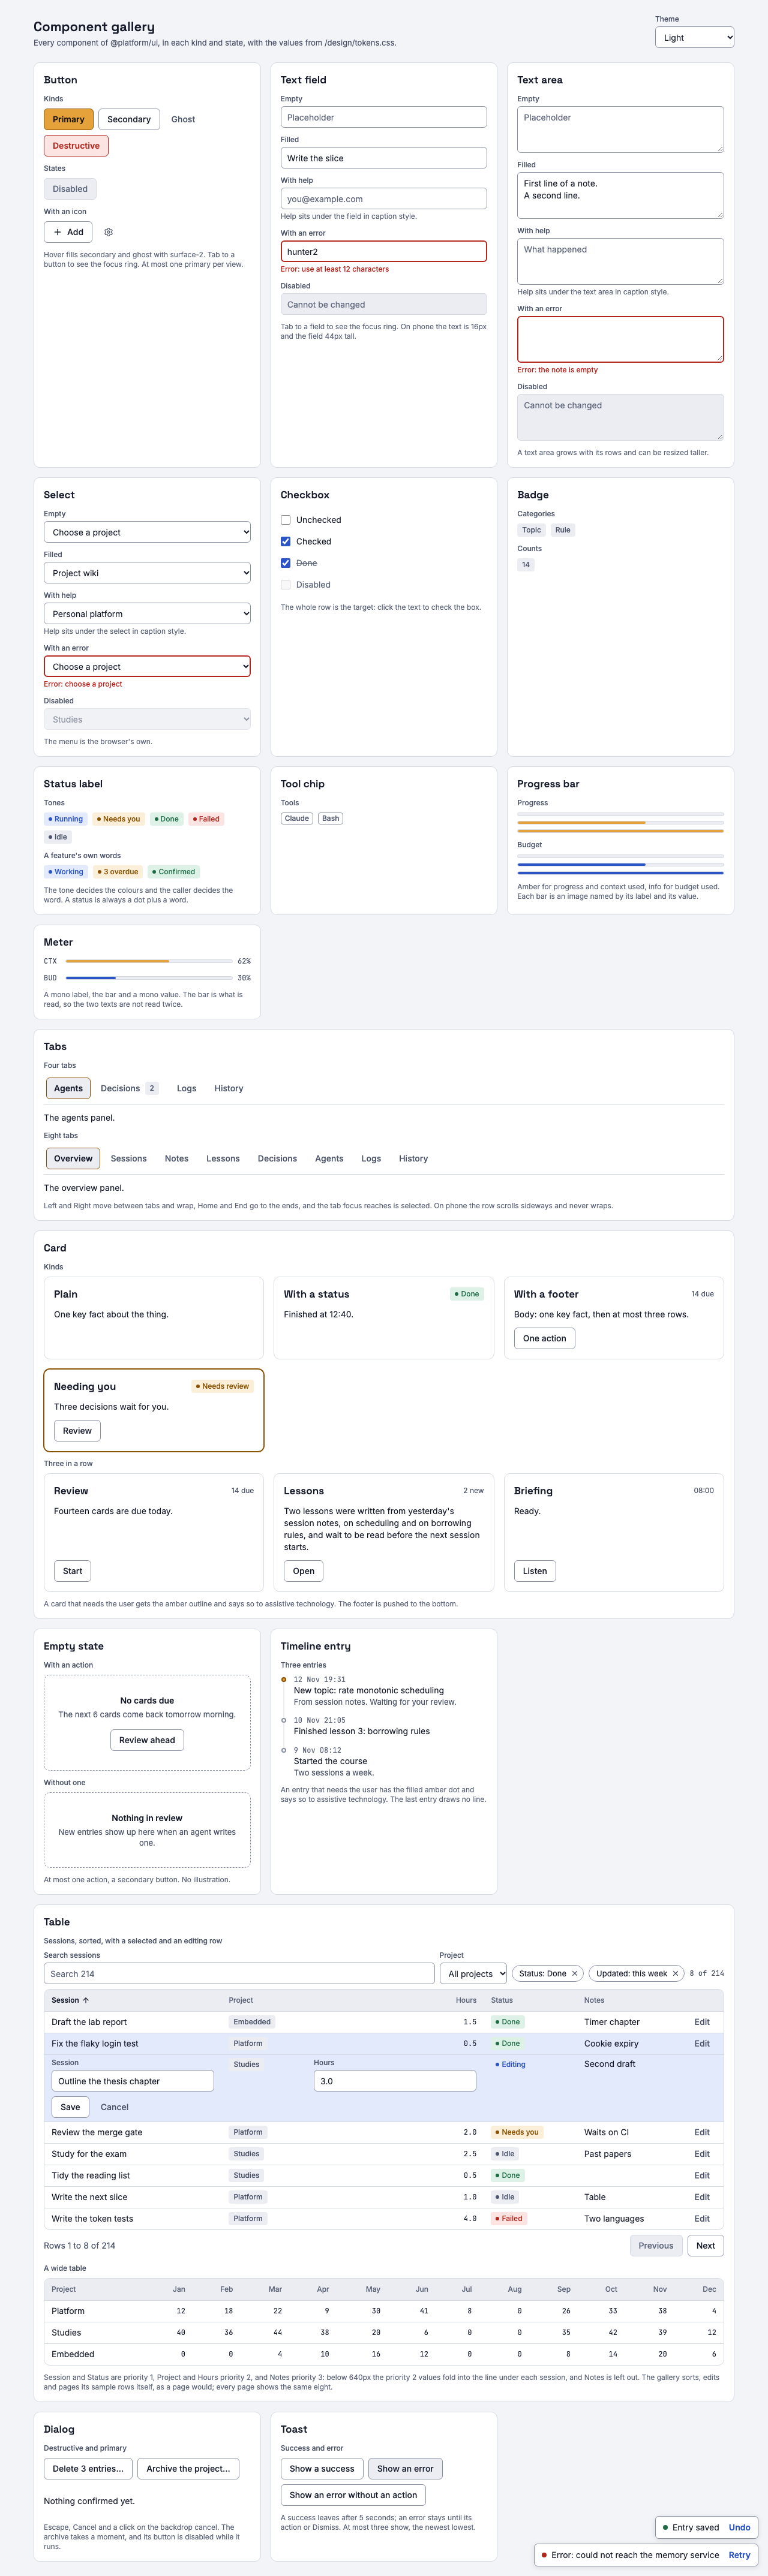 Component gallery
Every component of @platform/ui, in each kind and state, with the values from /design/tokens.css.
Theme
Light
Button
Kinds
Primary
Secondary
Ghost
Destructive
States
Disabled
With an icon
Add
Hover fills secondary and ghost with surface-2. Tab to a
button to see the focus ring. At most one primary per view.
Text field
Empty
Placeholder
Filled
Write the slice
With help
you@example.com
Help sits under the field in caption style.
With an error
hunter2
Error: use at least 12 characters
Disabled
Cannot be changed
Tab to a field to see the focus ring. On phone the text is 16px
and the field 44px tall.
Text area
Empty
Placeholder
Filled
First line of a note.
A second line.
With help
What happened
Help sits under the text area in caption style.
With an error
Error: the note is empty
Disabled
Cannot be changed
A text area grows with its rows and can be resized taller.
Select
Empty
Choose a project
Filled
Project wiki
With help
Personal platform
Help sits under the select in caption style.
With an error
Choose a project
Error: choose a project
Disabled
Studies
The menu is the browser's own.
Checkbox
Unchecked
Checked
Done
Disabled
The whole row is the target: click the text to check the box.
Badge
Categories
Topic Rule
Counts
14
Status label
Tones
Running Needs you Done Failed
Idle
A feature's own words
Working 3 overdue Confirmed
The tone decides the colours and the caller decides the
word. A status is always a dot plus a word.
Tool chip
Tools
Claude Bash
Progress bar
Progress
Budget
Amber for progress and context used, info for budget used.
Each bar is an image named by its label and its value.
Meter
CTX 62%
BUD 30%
A mono label, the bar and a mono value. The bar is what is
read, so the two texts are not read twice.
Tabs
Four tabs
Agents Decisions 2 Logs History
The agents panel.
Eight tabs
Overview Sessions Notes Lessons Decisions Agents Logs History
The overview panel.
Left and Right move between tabs and wrap, Home and End go to the ends, and the tab focus reaches is selected. On phone the row scrolls sideways and never wraps.
Card
Kinds
Plain
One key fact about the thing.
With a status Done
Finished at 12:40.
With a footer 14 due
Body: one key fact, then at most three rows.
One action
Needing you Needs review
Three decisions wait for you.
Review
Three in a row
Review 14 due
Fourteen cards are due today.
Start
Lessons 2 new
Two lessons were written from yesterday's
session notes, on scheduling and on borrowing
rules, and wait to be read before the next session
starts.
Open
Briefing 08:00
Ready.
Listen
A card that needs the user gets the amber outline and says so to assistive technology. The footer is pushed to the bottom.
Empty state
With an action
No cards due
The next 6 cards come back tomorrow morning.
Review ahead
Without one
Nothing in review
New entries show up here when an agent writes
one.
At most one action, a secondary button. No illustration.
Timeline entry
Three entries
12 Nov 19:31
New topic: rate monotonic scheduling
From session notes. Waiting for your review.
10 Nov 21:05
Finished lesson 3: borrowing rules
9 Nov 08:12
Started the course
Two sessions a week.
An entry that needs the user has the filled amber dot and
says so to assistive technology. The last entry draws no line.
Table
Sessions, sorted, with a selected and an editing row
Search sessions Project
Search 214 All projects Status: Done Updated: this week 8 of 214
Session Project Hours Status Notes
Draft the lab report Embedded 1.5 Done Timer chapter Edit
Fix the flaky login test Platform 0.5 Done Cookie expiry Edit
Session Studies Hours Editing Second draft
Outline the thesis chapter 3.0
Save Cancel
Review the merge gate Platform 2.0 Needs you Waits on CI Edit
Study for the exam Studies 2.5 Idle Past papers Edit
Tidy the reading list Studies 0.5 Done Edit
Write the next slice Platform 1.0 Idle Table Edit
Write the token tests Platform 4.0 Failed Two languages Edit
Rows 1 to 8 of 214 Previous Next
A wide table
Project Jan Feb Mar Apr May Jun Jul Aug Sep Oct Nov Dec
Platform 12 18 22 9 30 41 8 0 26 33 38 4
Studies 40 36 44 38 20 6 0 0 35 42 39 12
Embedded 0 0 4 10 16 12 0 0 8 14 20 6
Session and Status are priority 1, Project and Hours priority 2, and Notes priority 3: below 640px the priority 2 values fold into the line under each session, and Notes is left out. The gallery sorts, edits
and pages its sample rows itself, as a page would; every page shows the same eight.
Dialog
Destructive and primary
Delete 3 entries... Archive the project...
Nothing confirmed yet.
Escape, Cancel and a click on the backdrop cancel. The
archive takes a moment, and its button is disabled while it
runs.
Toast
Success and error
Show a success Show an error
Show an error without an action
A success leaves after 5 seconds; an error stays until its
action or Dismiss. At most three show, the newest lowest.
Entry saved Undo
Error: could not reach the memory service Retry